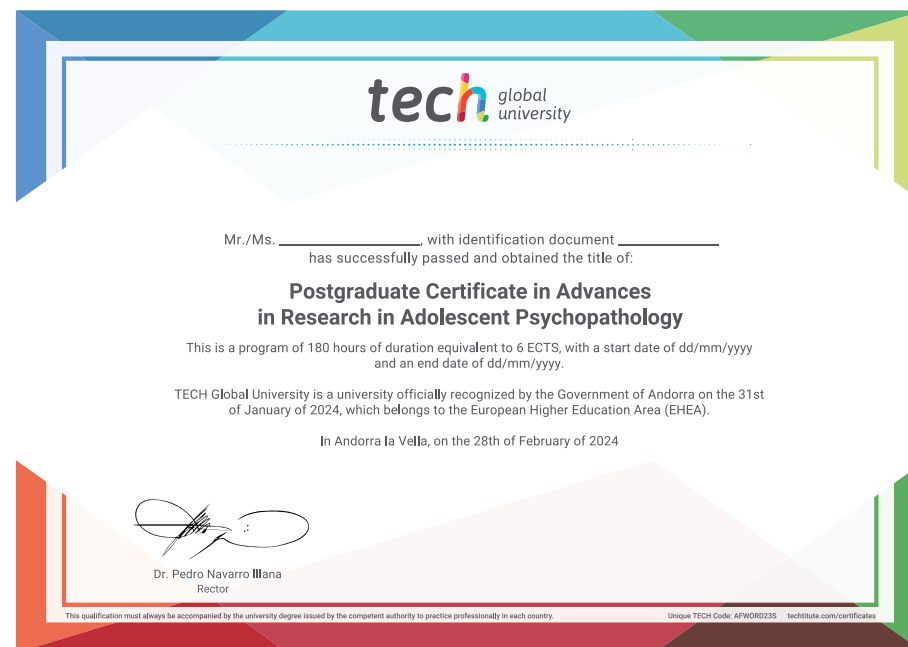 tech global
university
Mr./Ms. ____________________, with identification document ______________
has successfully passed and obtained the title of:
Postgraduate Certificate in Advances
in Research in Adolescent Psychopathology
This is a program of 180 hours of duration equivalent to 6 ECTS, with a start date of dd/mm/yyyy
and an end date of dd/mm/yyyy.
TECH Global University is a university officially recognized by the Government of Andorra on the 31st
of January of 2024, which belongs to the European Higher Education Area (EHEA).
In Andorra la Vella, on the 28th of February of 2024
Dr. Pedro Navarro Illana
Rector
This qualification must always be accompanied by the university degree issued by the competent authority to practice professionally in each country.
Unique TECH Code: AFWORD23S techtitute.com/certificates